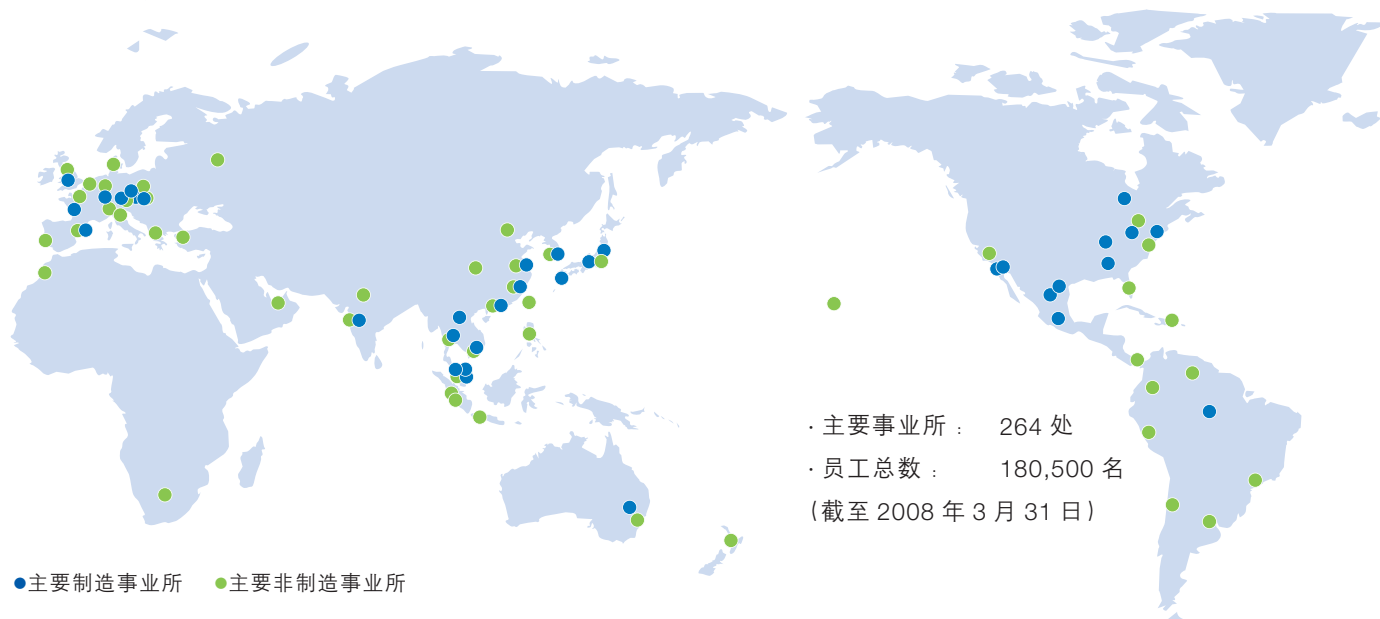 · 主要事业所 : 264 处
· 员工总数 : 180,500 名
(截至 2008 年 3 月 31 日)
●主要制造事业所 ●主要非制造事业所